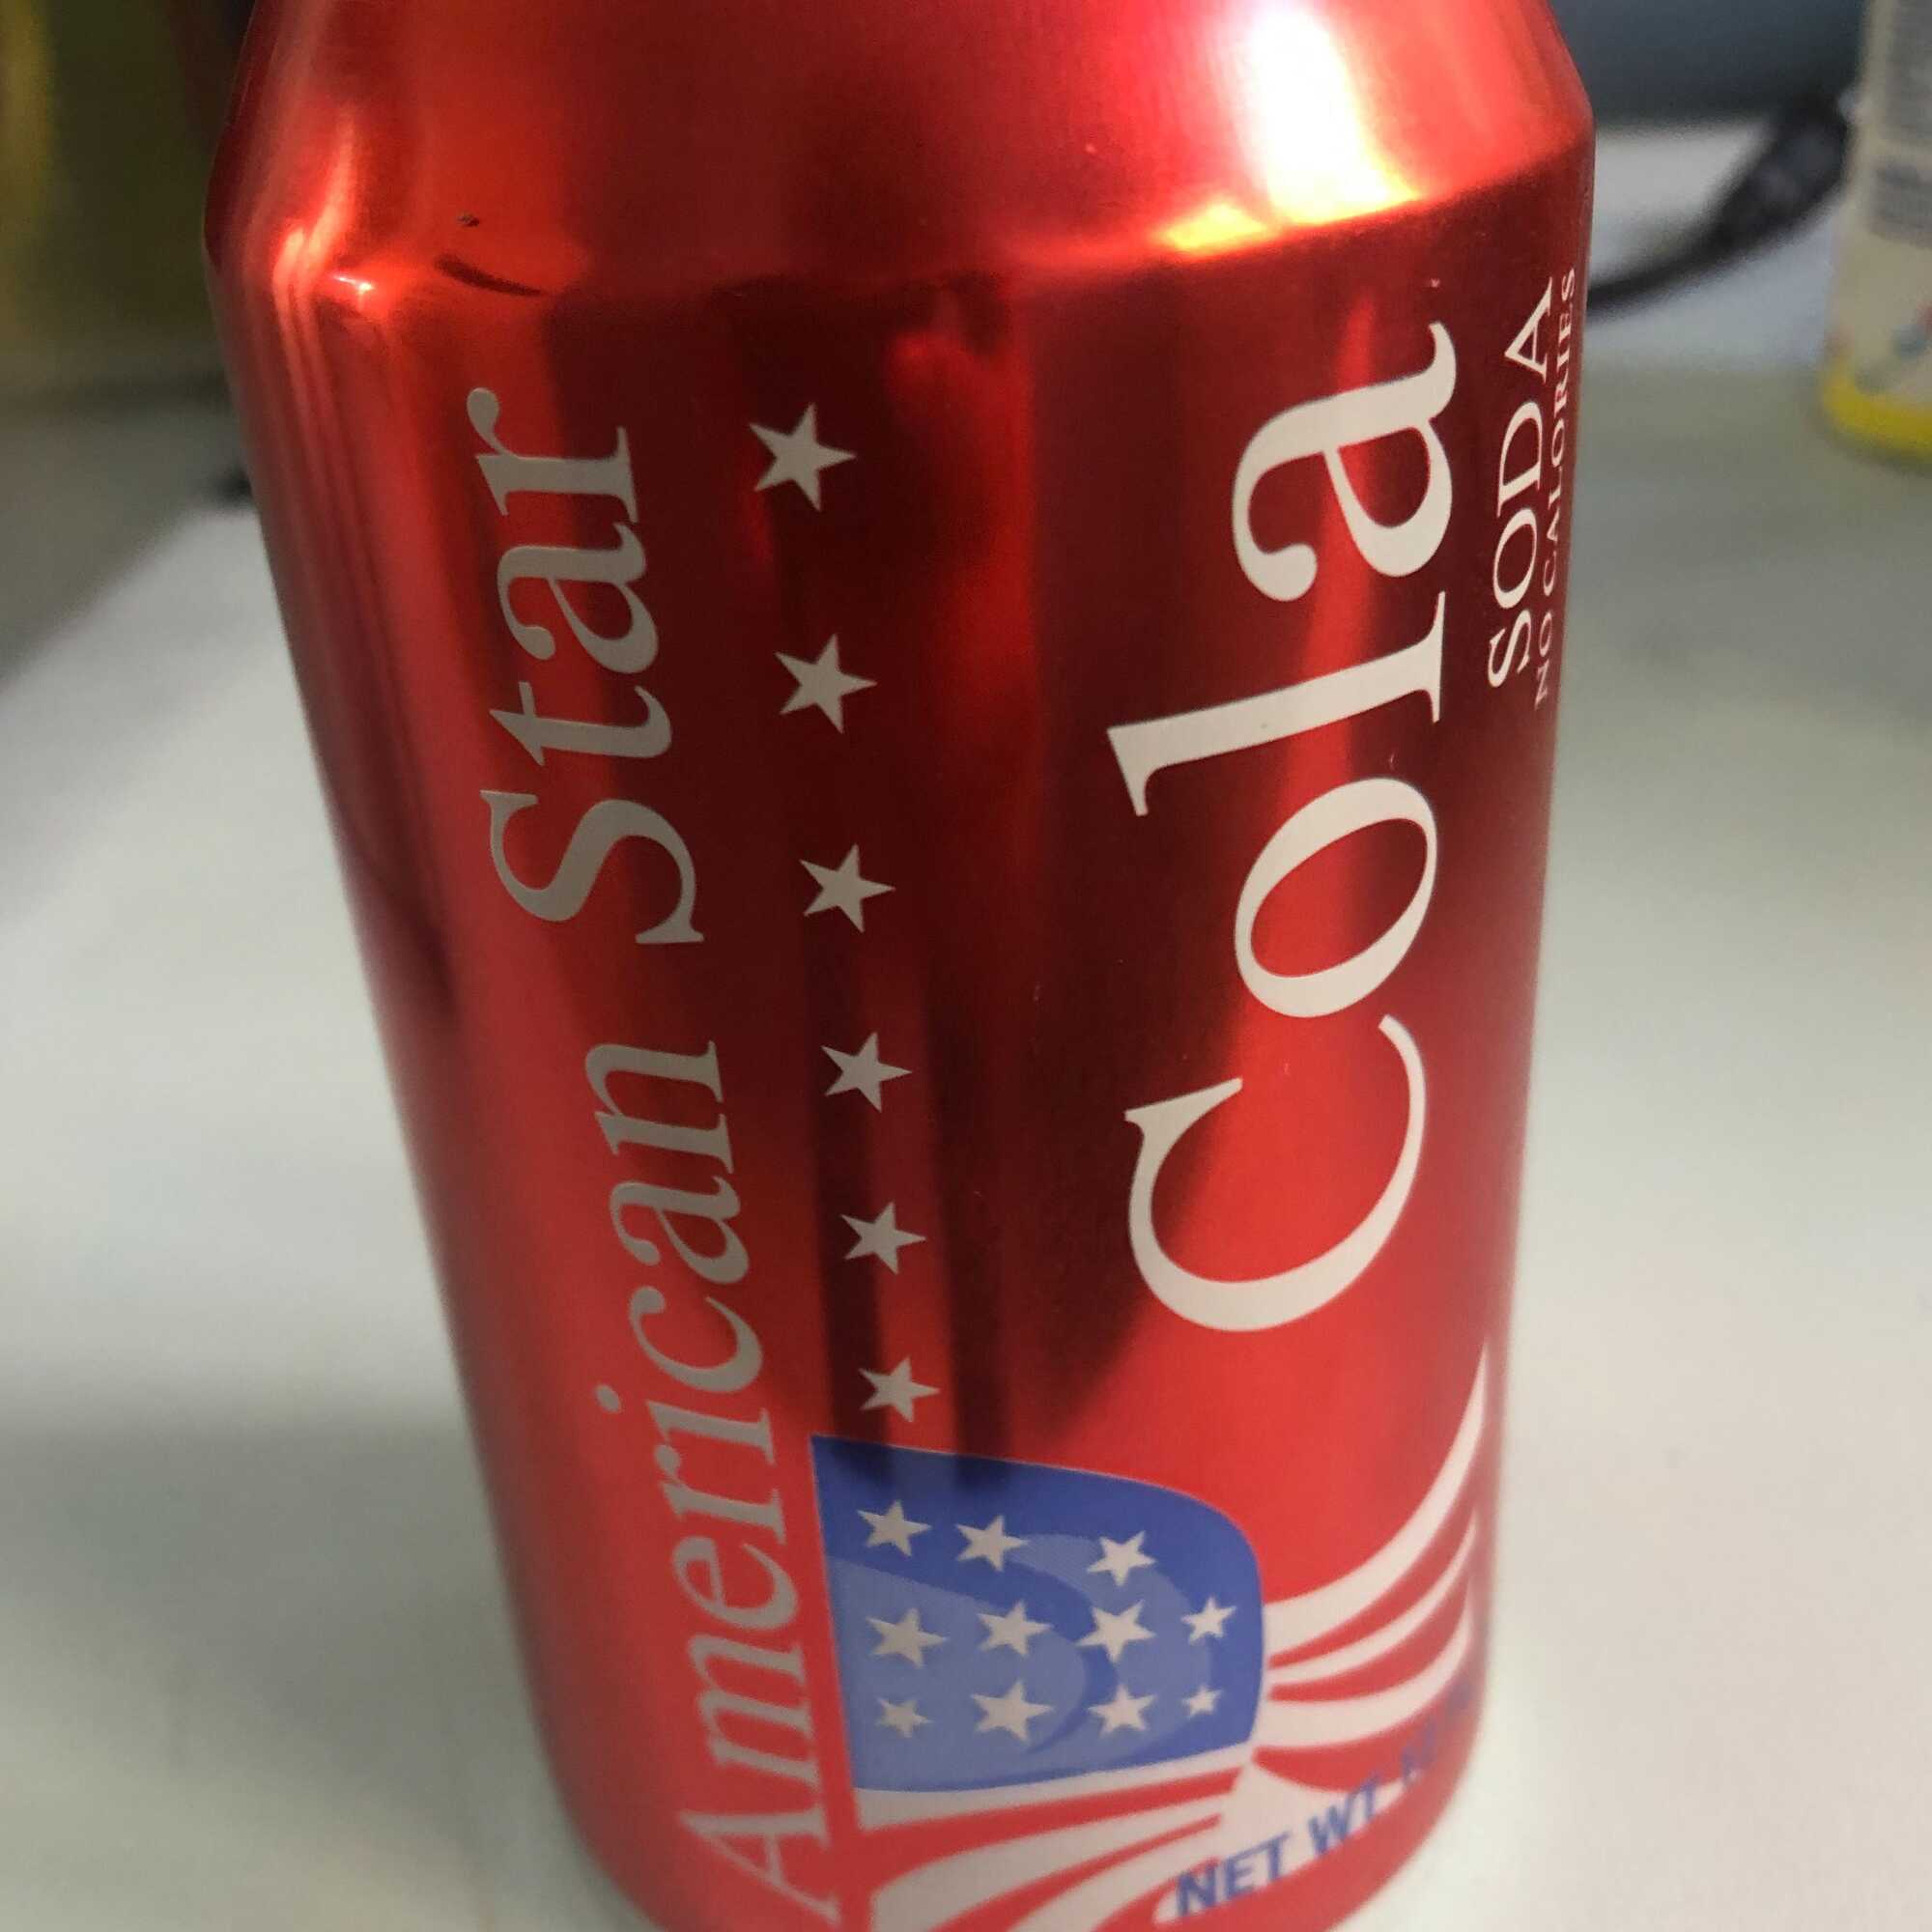 American Star
Cola
SODA
NO CALORIES
NET WT.